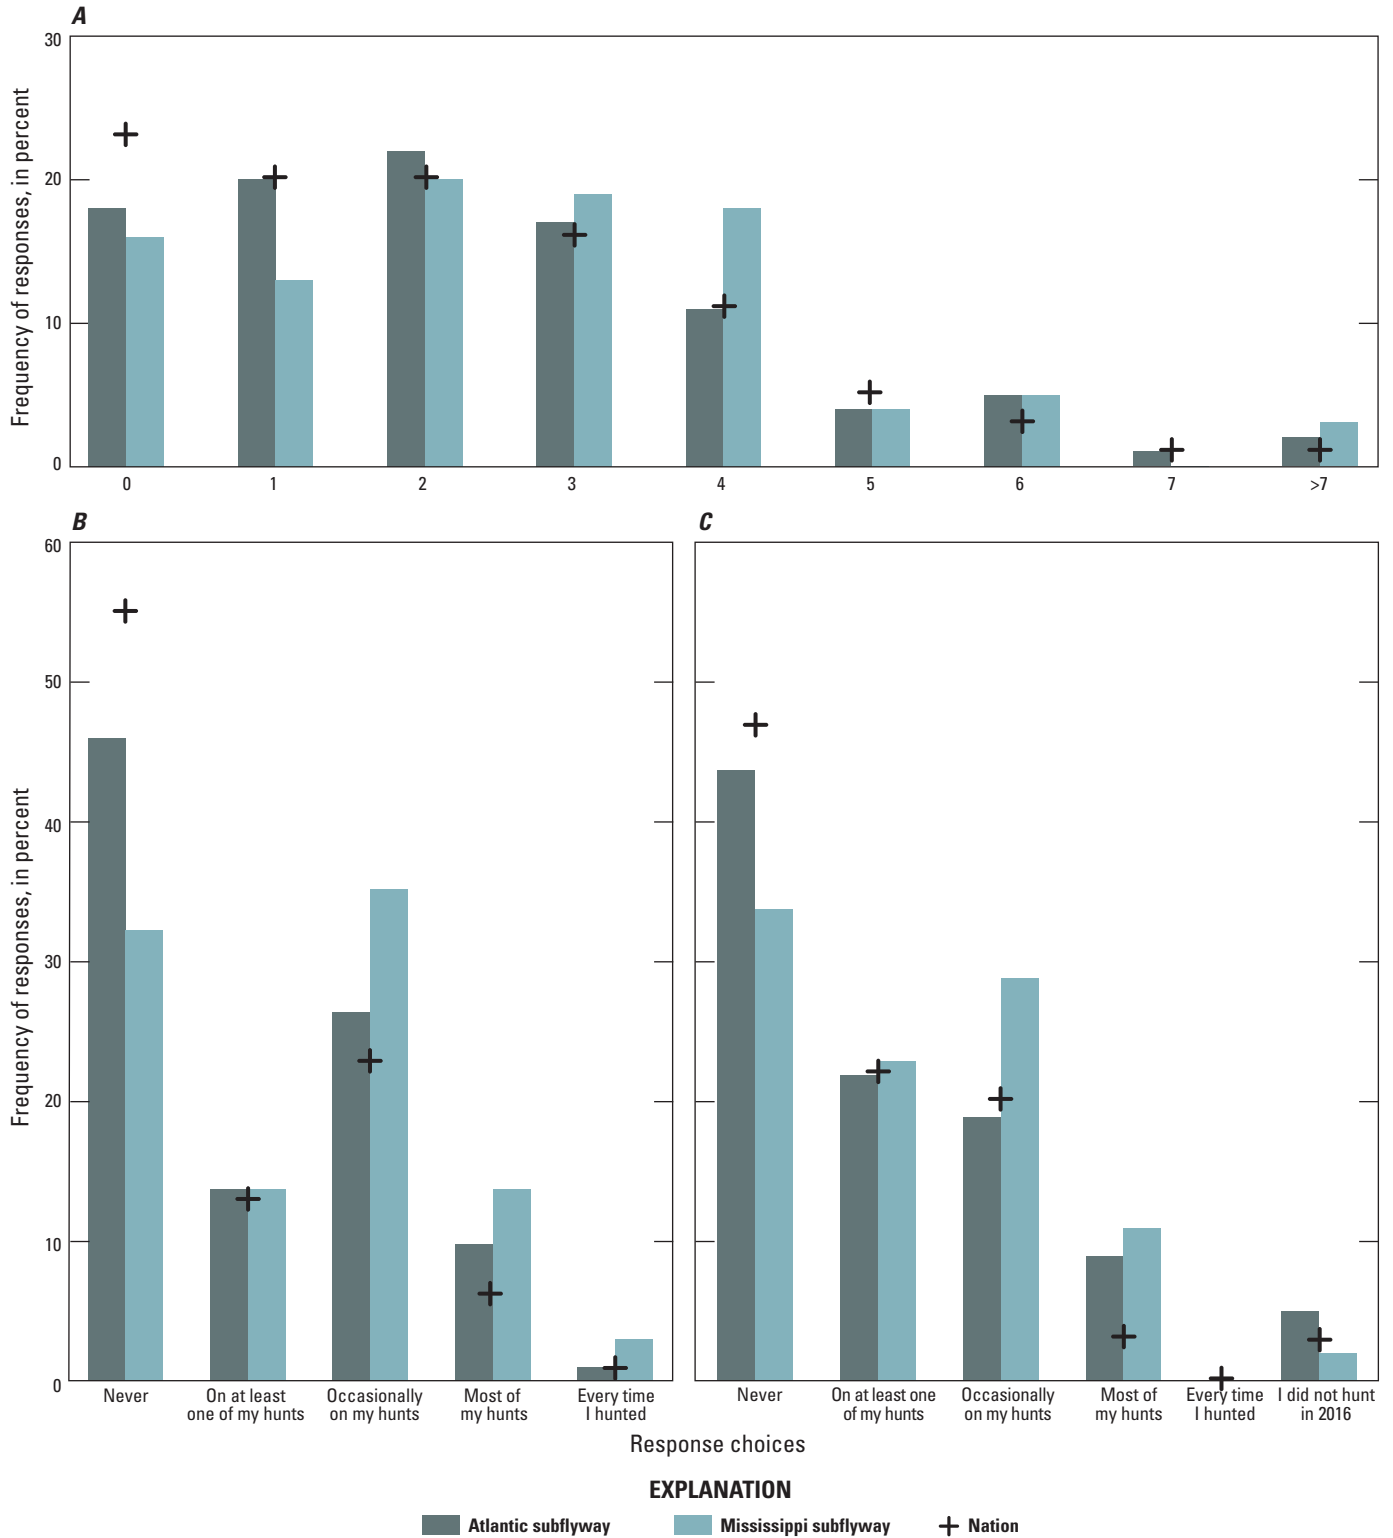 A
Frequency of responses, in percent
30
20
10
0
0 1 2 3 4 5 6 7 >7
B
C
Frequency of responses, in percent
60
50
40
30
20
10
0
Never
On at least
one of my hunts
Occasionally
on my hunts
Most of
my hunts
Every time
I hunted
Never
On at least one
of my hunts
Occasionally
on my hunts
Most of
my hunts
Every time
I hunted
I did not hunt
in 2016
Response choices
EXPLANATION
Atlantic subflyway Mississippi subflyway Nation